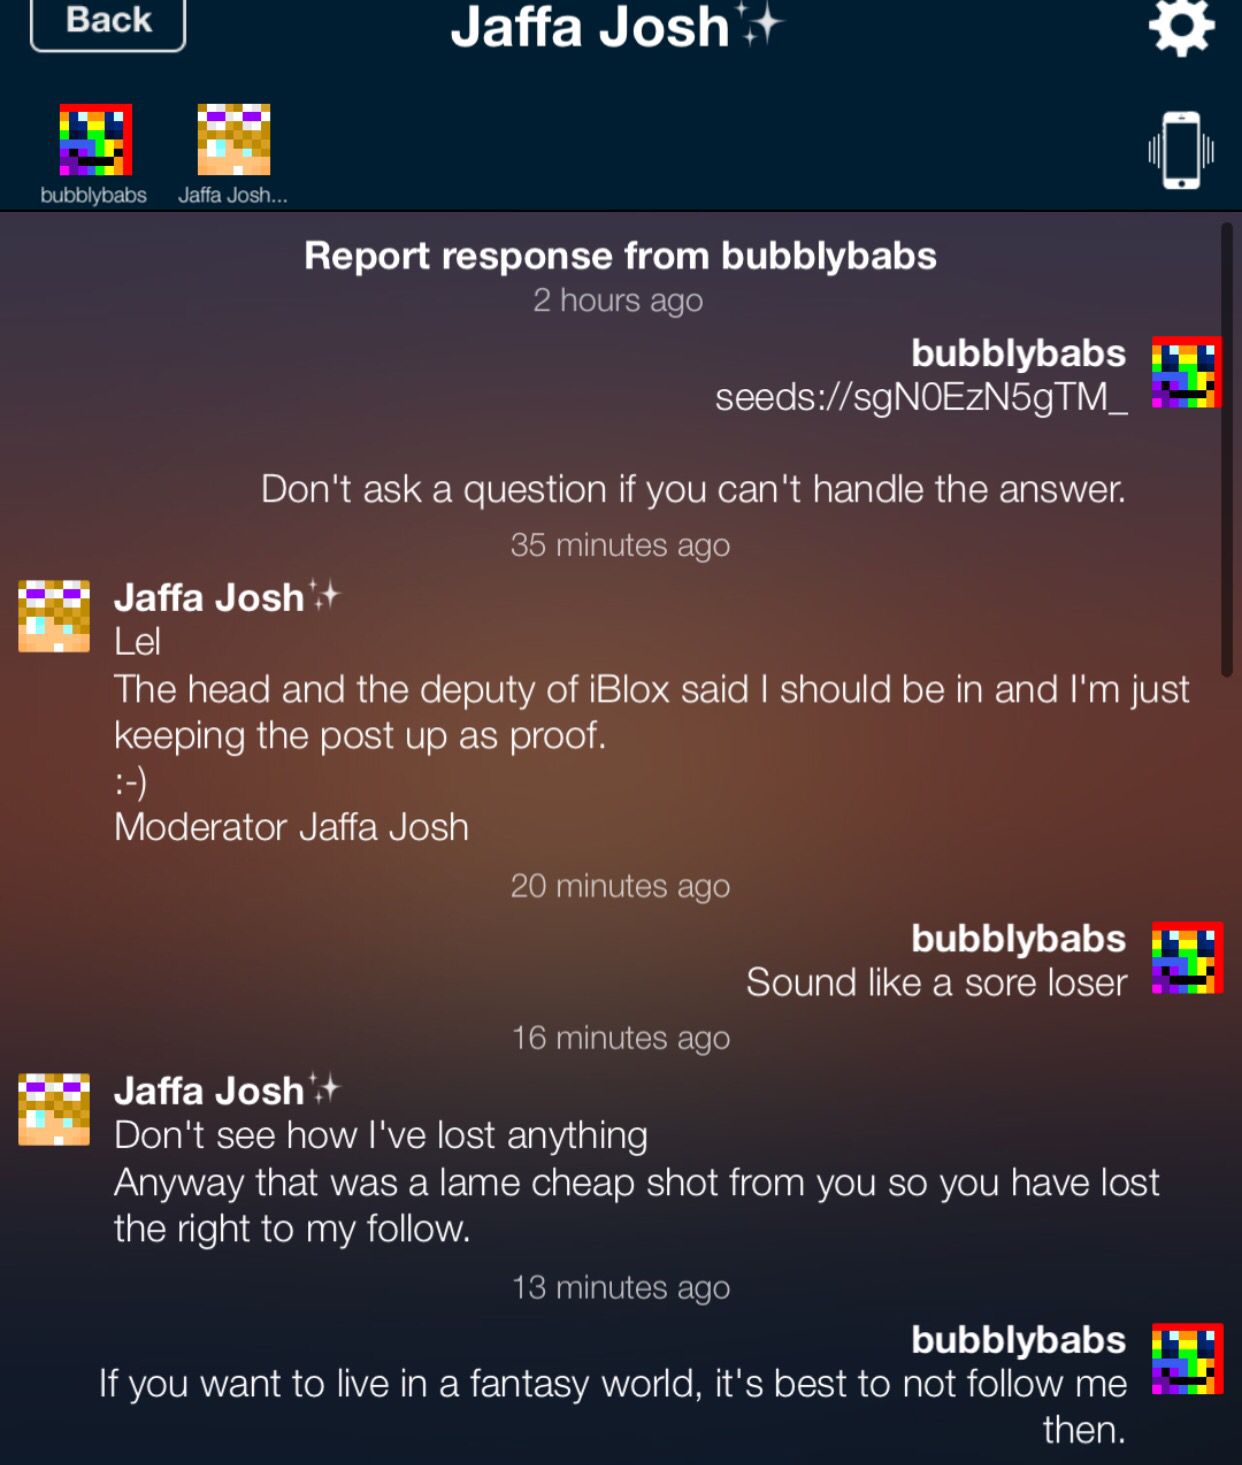 Back
Jaffa Josh✨
bubblybabs
Jaffa Josh...
Report response from bubblybabs
2 hours ago
bubblybabs
seeds://sgN0EzN5gTM_
Don't ask a question if you can't handle the answer.
35 minutes ago
Jaffa Josh✨
Lel
The head and the deputy of iBlox said I should be in and I'm just
keeping the post up as proof.
:-)
Moderator Jaffa Josh
20 minutes ago
bubblybabs
Sound like a sore loser
16 minutes ago
Jaffa Josh✨
Don't see how I've lost anything
Anyway that was a lame cheap shot from you so you have lost
the right to my follow.
13 minutes ago
bubblybabs
If you want to live in a fantasy world, it's best to not follow me
then.